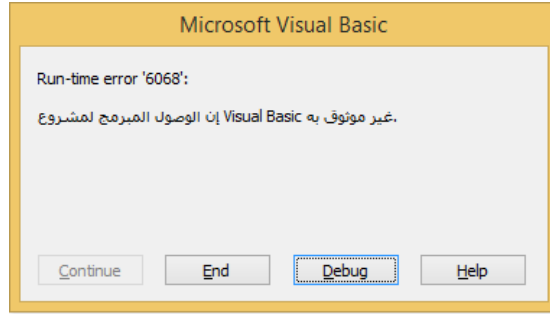 Microsoft Visual Basic
Run-time error '6068':
إن الوصول المبرمج لمشروع Visual Basic غير موثوق به.
Continue
End
Debug
Help